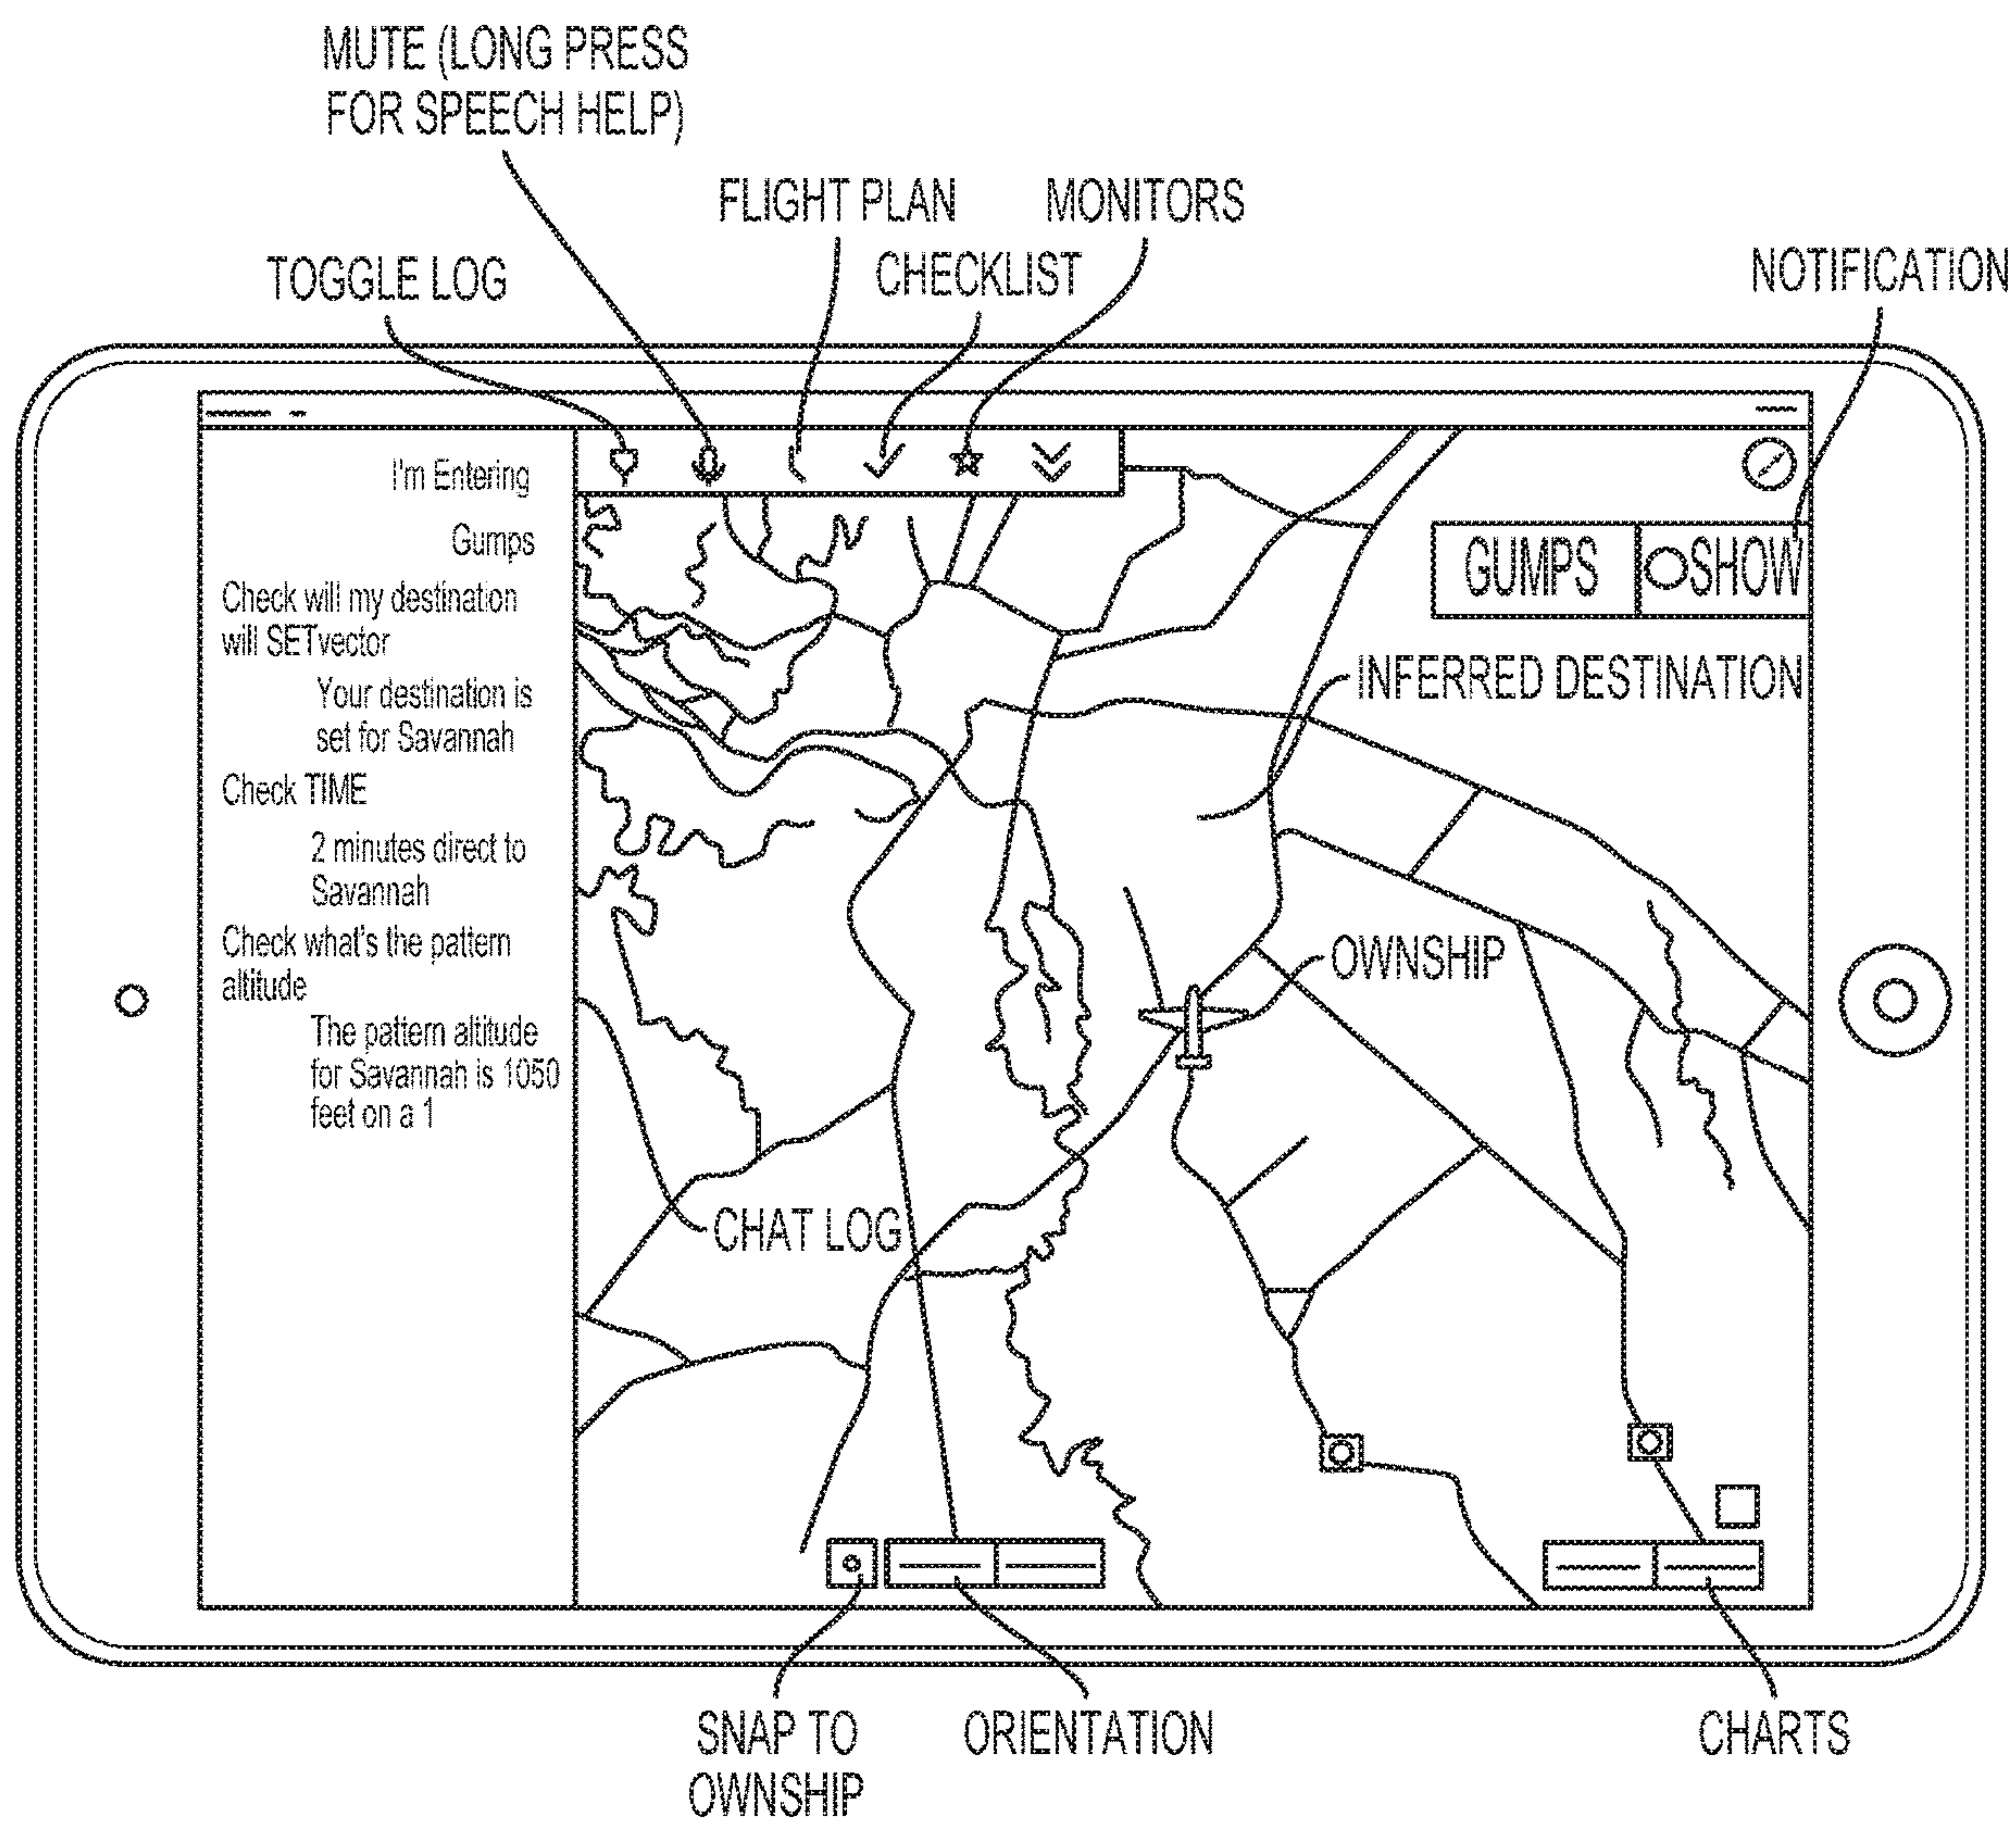 MUTE (LONG PRESS
FOR SPEECH HELP)
FLIGHT PLAN
MONITORS
TOGGLE LOG
CHECKLIST
NOTIFICATION
I'm Entering
Gumps
Check will my destination
will SETvector
Your destination is
set for Savannah
Check TIME
2 minutes direct to
Savannah
Check what's the pattern
altitude
The pattern altitude
for Savannah is 1050
feet on a 1
GUMPS
SHOW
INFERRED DESTINATION
OWNSHIP
CHAT LOG
SNAP TO
OWNSHIP
ORIENTATION
CHARTS